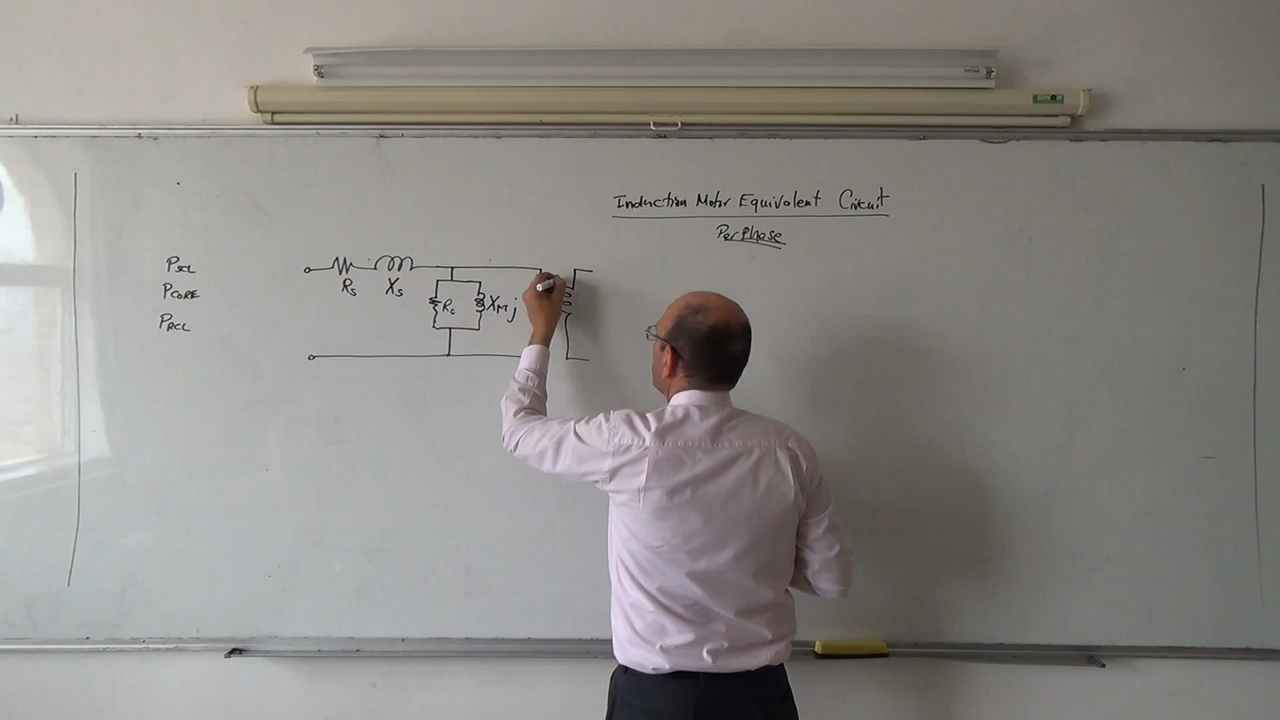 Induction Motor Equivalent Circuit
Per Phase
PSCL
PCORE
PRCL
Rs Xs
Rc XM j